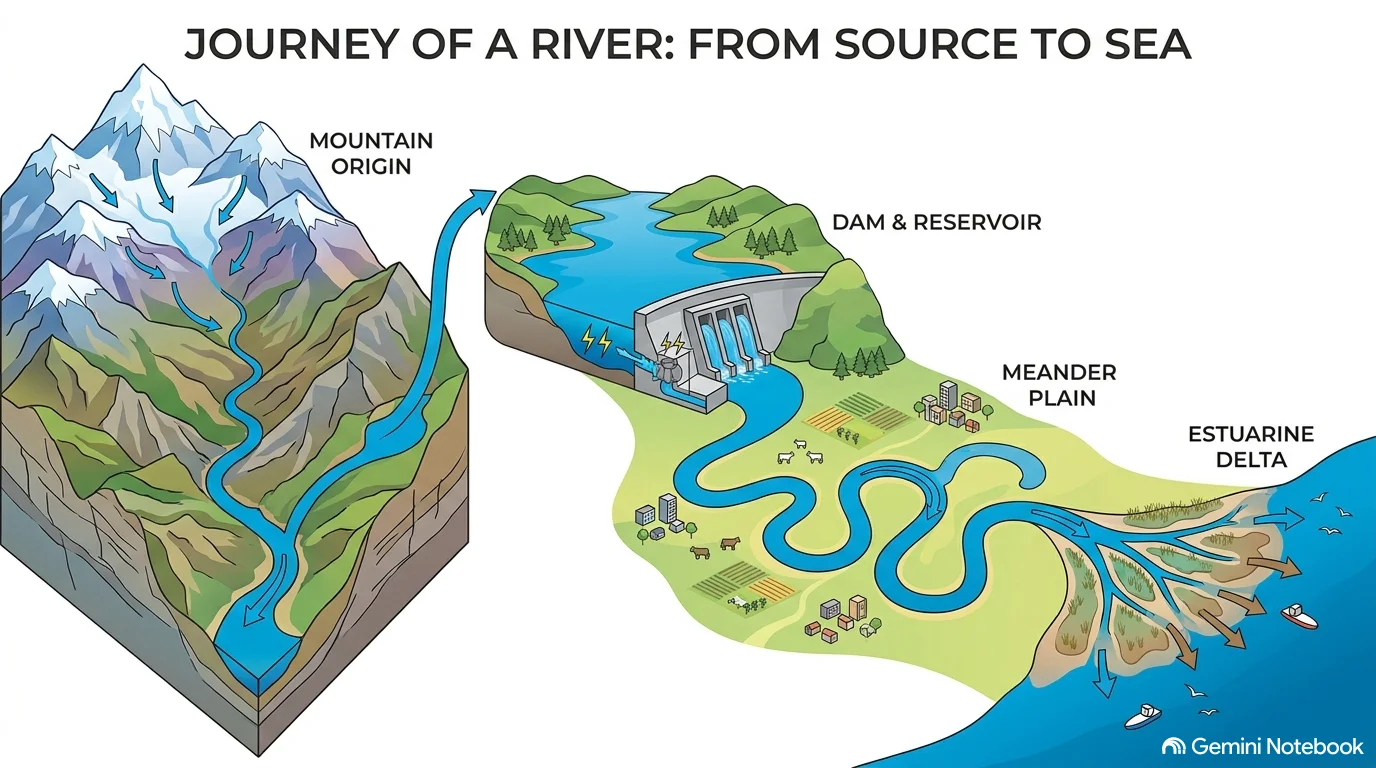 JOURNEY OF A RIVER: FROM SOURCE TO SEA
MOUNTAIN
ORIGIN
DAM & RESERVOIR
MEANDER
PLAIN
ESTUARINE
DELTA
Gemini Notebook